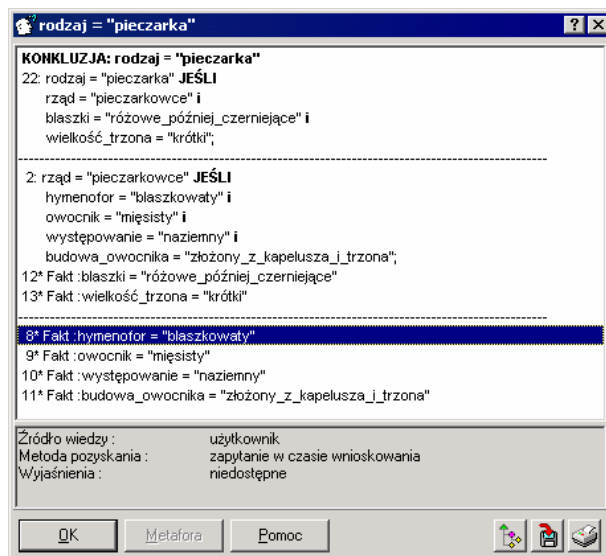 rodzaj = "pieczarka"
KONKLUZJA: rodzaj = "pieczarka"
22: rodzaj = "pieczarka" JEŚLI
rząd = "pieczarkowce" i
blaszki = "różowe_później_czerniejące" i
wielkość_trzona = "krótki";
2: rząd = "pieczarkowce" JEŚLI
hymenofor = "blaszkowaty" i
owocnik = "mięsisty" i
występowanie = "naziemny" i
budowa_owocnika = "złożony_z_kapelusza_i_trzona";
12* Fakt :blaszki = "różowe_później_czerniejące"
13* Fakt :wielkość_trzona = "krótki"
8* Fakt :hymenofor = "blaszkowaty"
9* Fakt :owocnik = "mięsisty"
10* Fakt :występowanie = "naziemny"
11* Fakt :budowa_owocnika = "złożony_z_kapelusza_i_trzona"
Źródło wiedzy : użytkownik
Metoda pozyskania : zapytanie w czasie wnioskowania
Wyjaśnienia : niedostępne
OK Metafora Pomoc